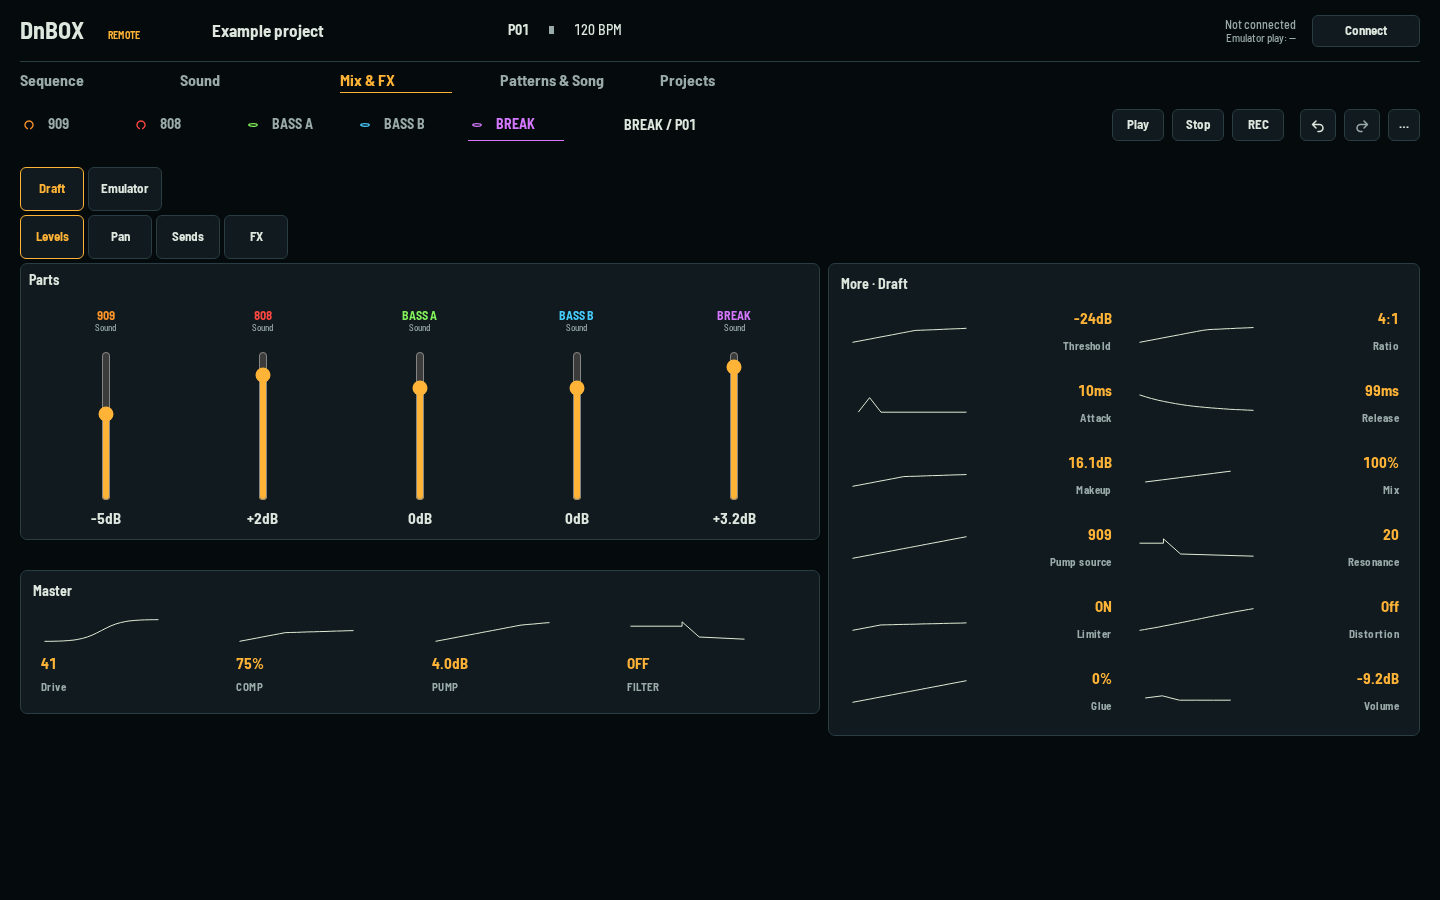 DnBOX REMOTE Example project P01 120 BPM Not connected Connect
Emulator play: —
Sequence Sound Mix & FX Patterns & Song Projects
909 808 BASS A BASS B BREAK BREAK / P01 Play Stop REC ...
Draft Emulator
Levels Pan Sends FX
Parts
909 808 BASS A BASS B BREAK
Sound Sound Sound Sound Sound
-5dB +2dB 0dB 0dB +3.2dB
Master
41 75% 4.0dB OFF
Drive COMP PUMP FILTER
More · Draft
-24dB 4:1
Threshold Ratio
10ms 99ms
Attack Release
16.1dB 100%
Makeup Mix
909 20
Pump source Resonance
ON Off
Limiter Distortion
0% -9.2dB
Glue Volume